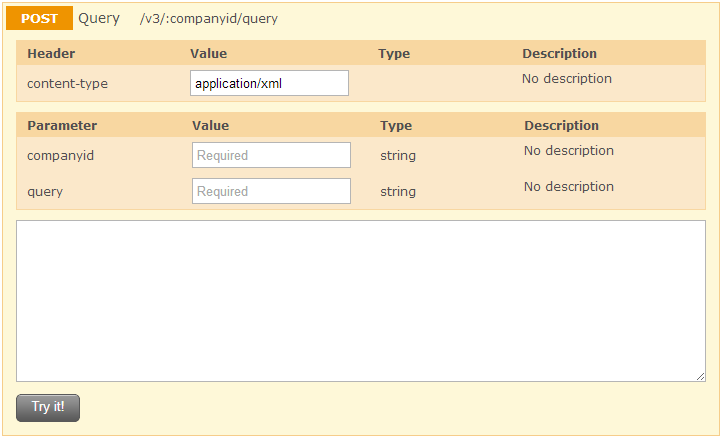 POST Query /v3/:companyid/query
Header Value Type Description
content-type application/xml No description
Parameter Value Type Description
companyid Required string No description
query Required string No description
Try it!